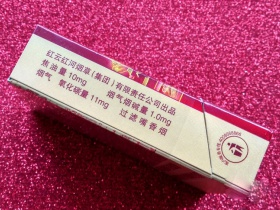 红云红河烟草(集团)有限责任公司出品
焦油量 10mg 烟气烟碱量 1.0mg
烟气一氧化碳量 11mg 过滤嘴香烟